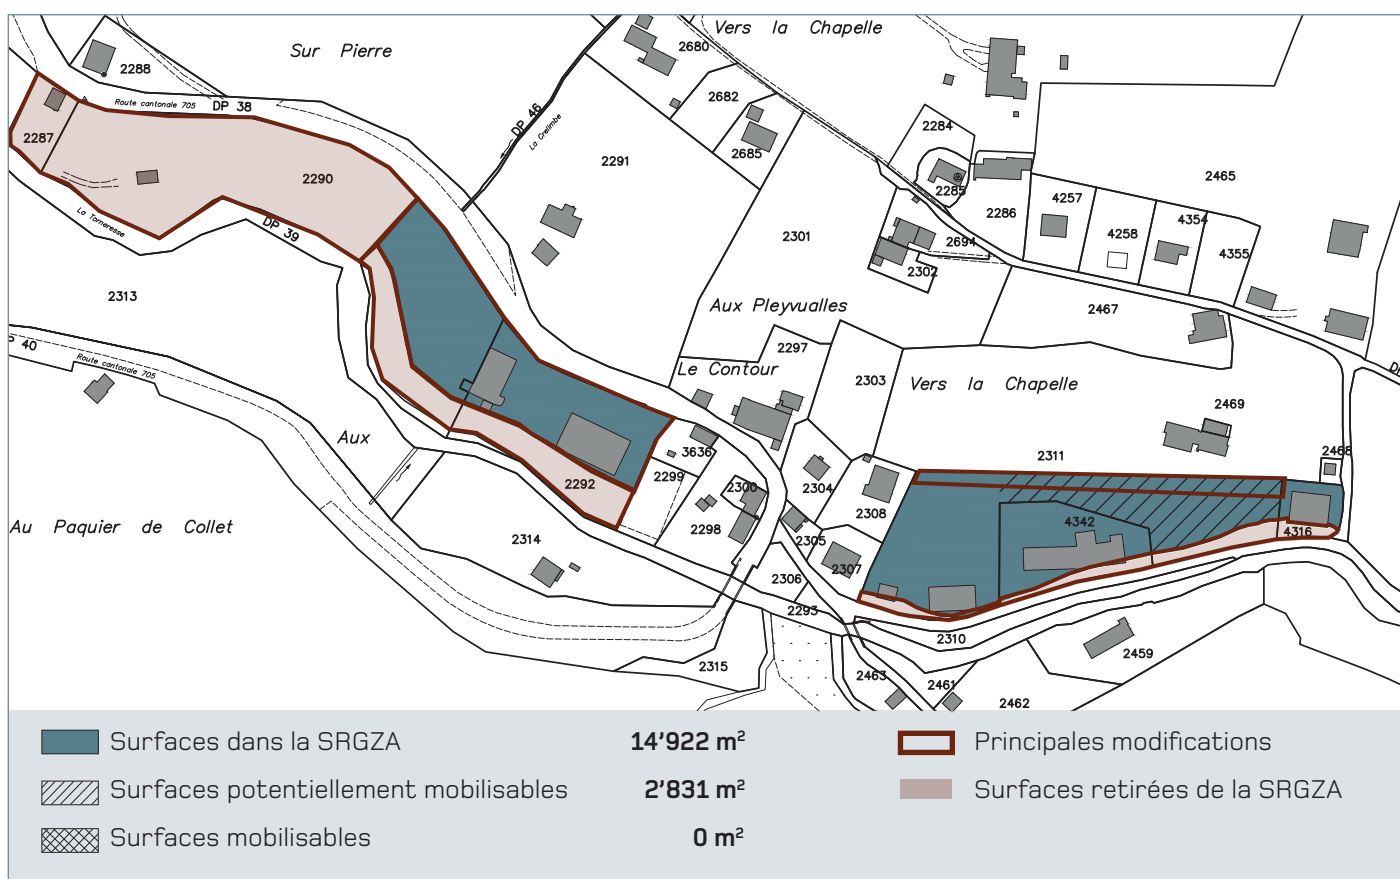 Vers la Chapelle
Sur Pierre
2680
2288
2682
Route cantonale 705
DP 38
DP 46
La Crelimbe
2284
2287
2685
2291
2290
2285
2465
4257
2286
4354
La Torneresse
DP 39
2301
2694
4258
4355
2302
2313
Aux Pleyvualles
2467
P 40
Route cantonale 705
2297
Le Contour
2303
Vers la Chapelle
2469
Aux
3636
2311
2468
2299
2292
2300
2304
2308
4342
Au Paquier de Collet
2298
2314
2305
4316
2307
2306
2293
2310
2315
2459
2463
2461
2462
Surfaces dans la SRGZA 14’922 m²
Principales modifications
Surfaces potentiellement mobilisables 2’831 m²
Surfaces retirées de la SRGZA
Surfaces mobilisables 0 m²